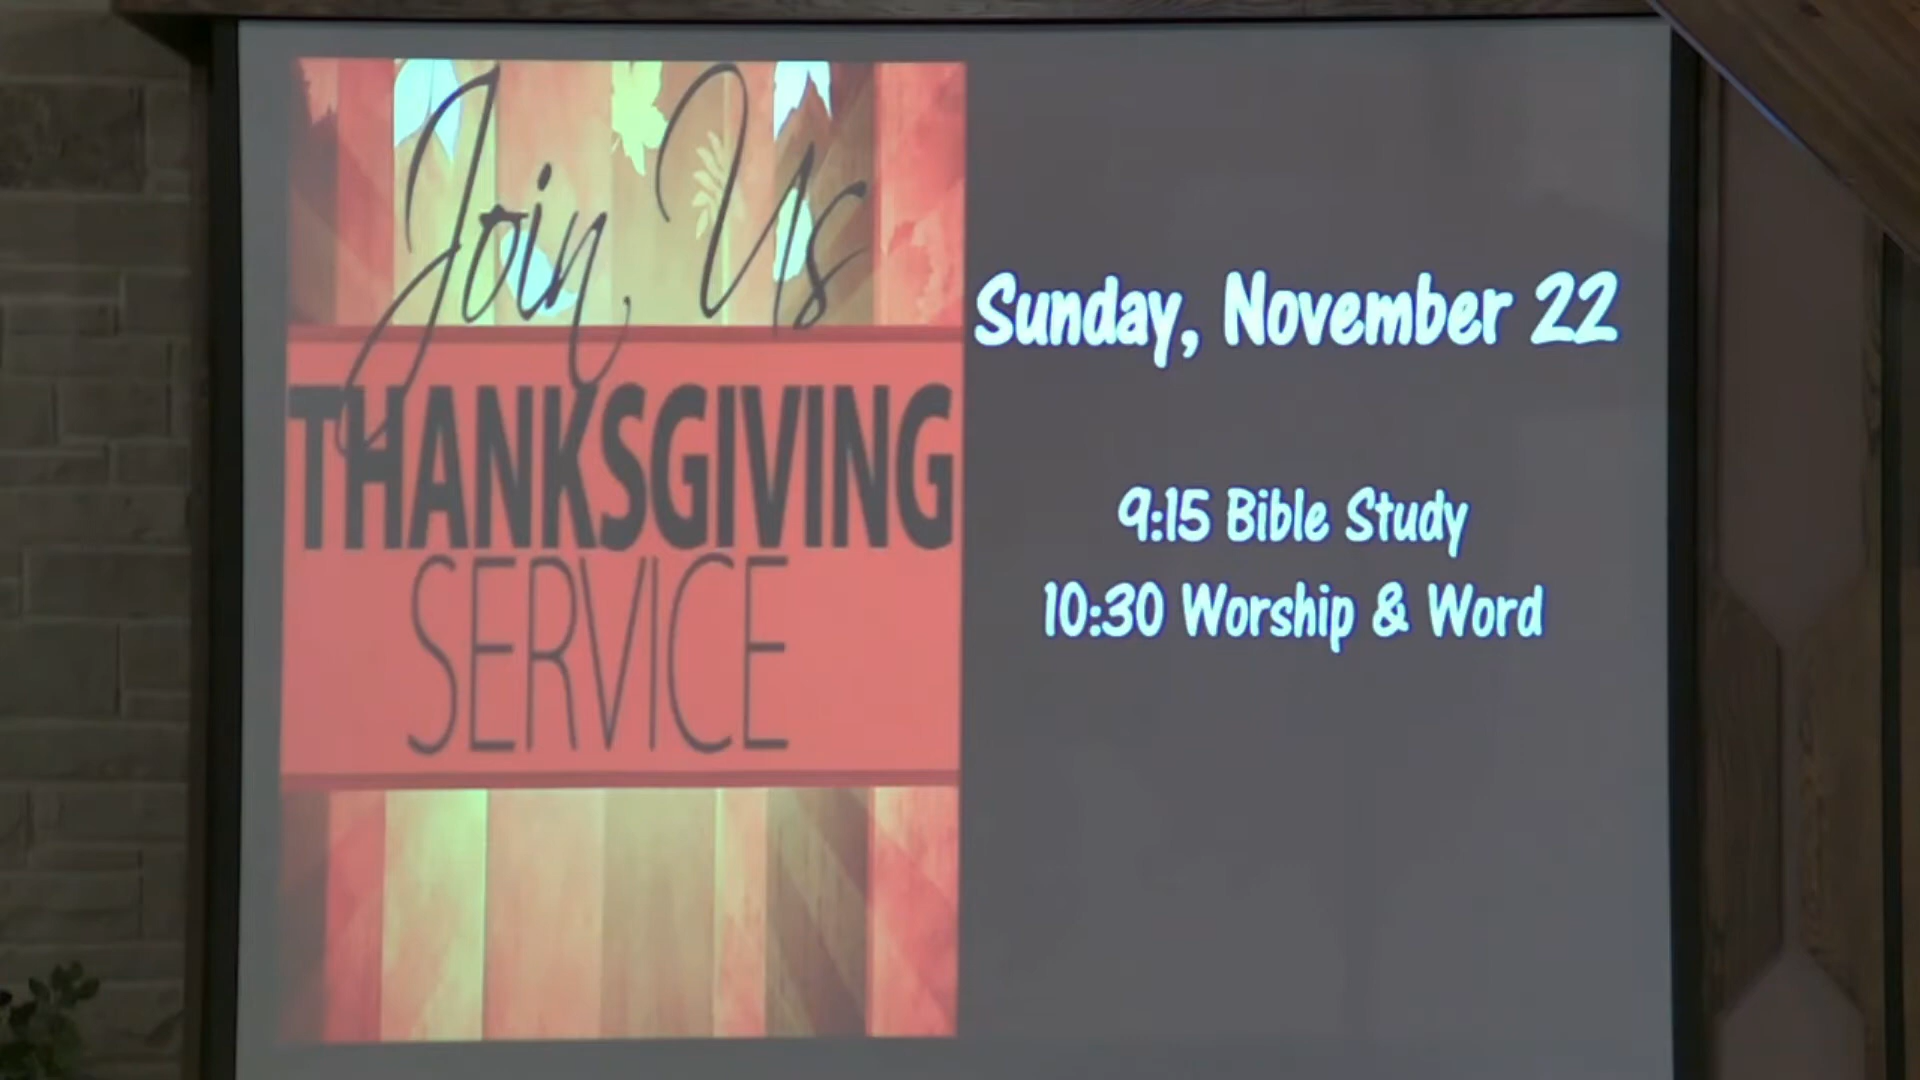 Join Us
THANKSGIVING
SERVICE
Sunday, November 22
9:15 Bible Study
10:30 Worship & Word